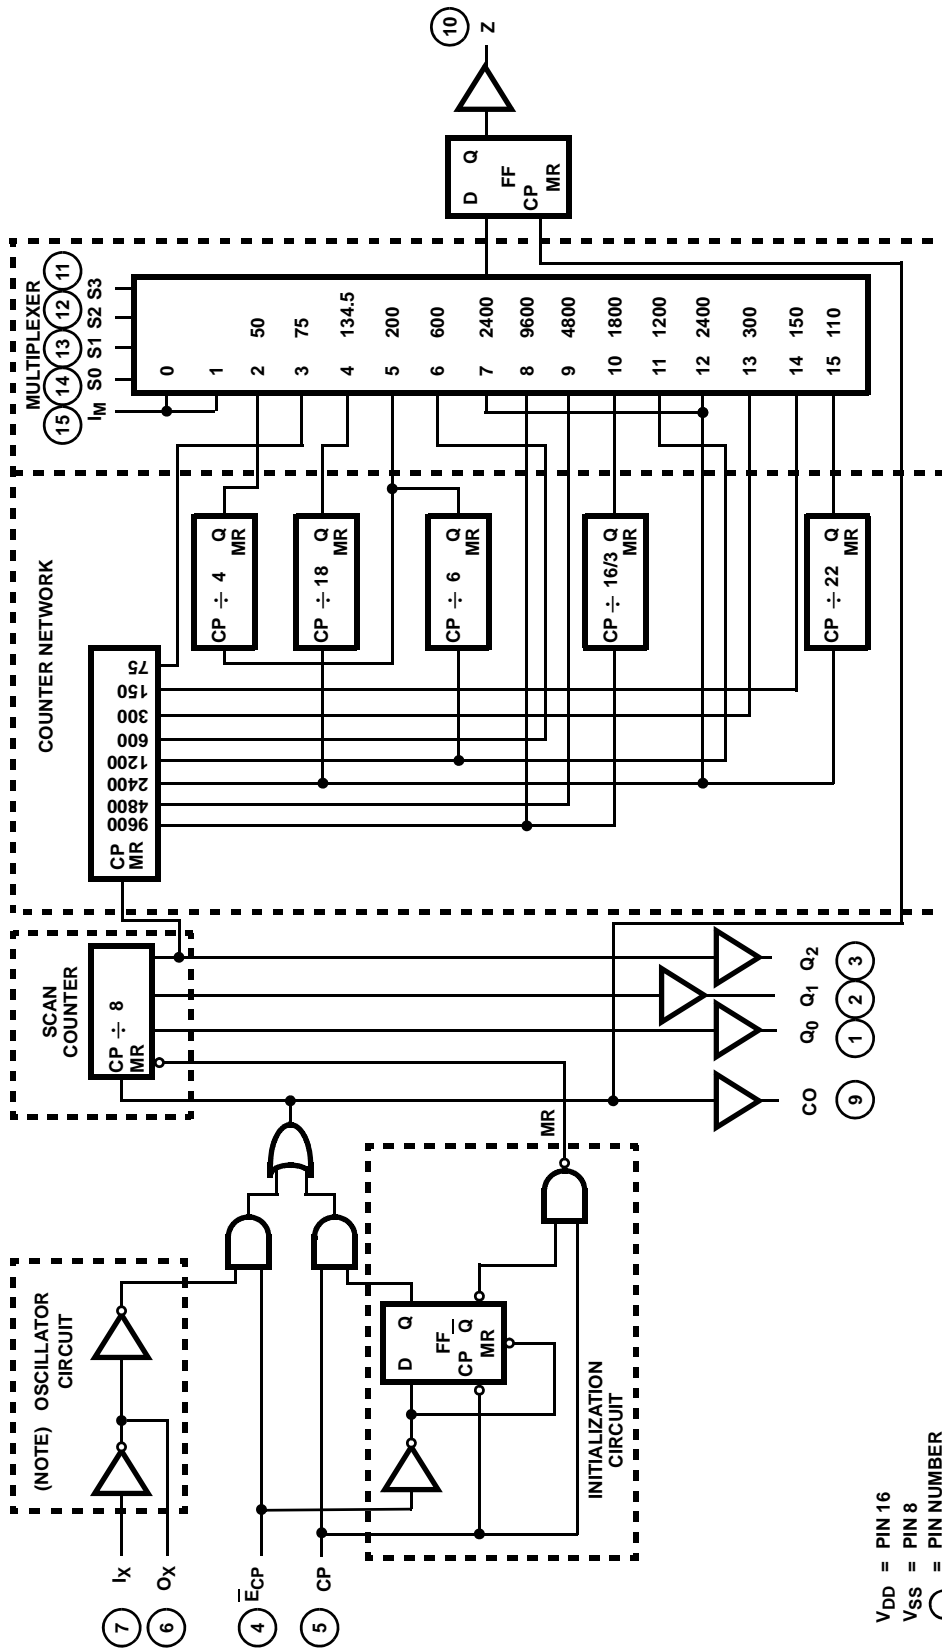 7 I_X
6 O_X
4 E̅_CP
5 CP
(NOTE) OSCILLATOR
CIRCUIT
INITIALIZATION
CIRCUIT
D Q
FF
CP Q̅
MR
MR
SCAN
COUNTER
CP ÷ 8
MR
CO 9
Q0 1
Q1 2
Q2 3
COUNTER NETWORK
CP
MR
9600
4800
2400
1200
600
300
150
75
CP ÷ 4 Q
MR
CP ÷ 18 Q
MR
CP ÷ 6 Q
MR
CP ÷ 16/3 Q
MR
CP ÷ 22 Q
MR
MULTIPLEXER
15 14 13 12 11
I_M S0 S1 S2 S3
0
1
2 50
3 75
4 134.5
5 200
6 600
7 2400
8 9600
9 4800
10 1800
11 1200
12 2400
13 300
14 150
15 110
D Q
FF
CP
MR
10
Z
V_DD = PIN 16
V_SS = PIN 8
◯ = PIN NUMBER